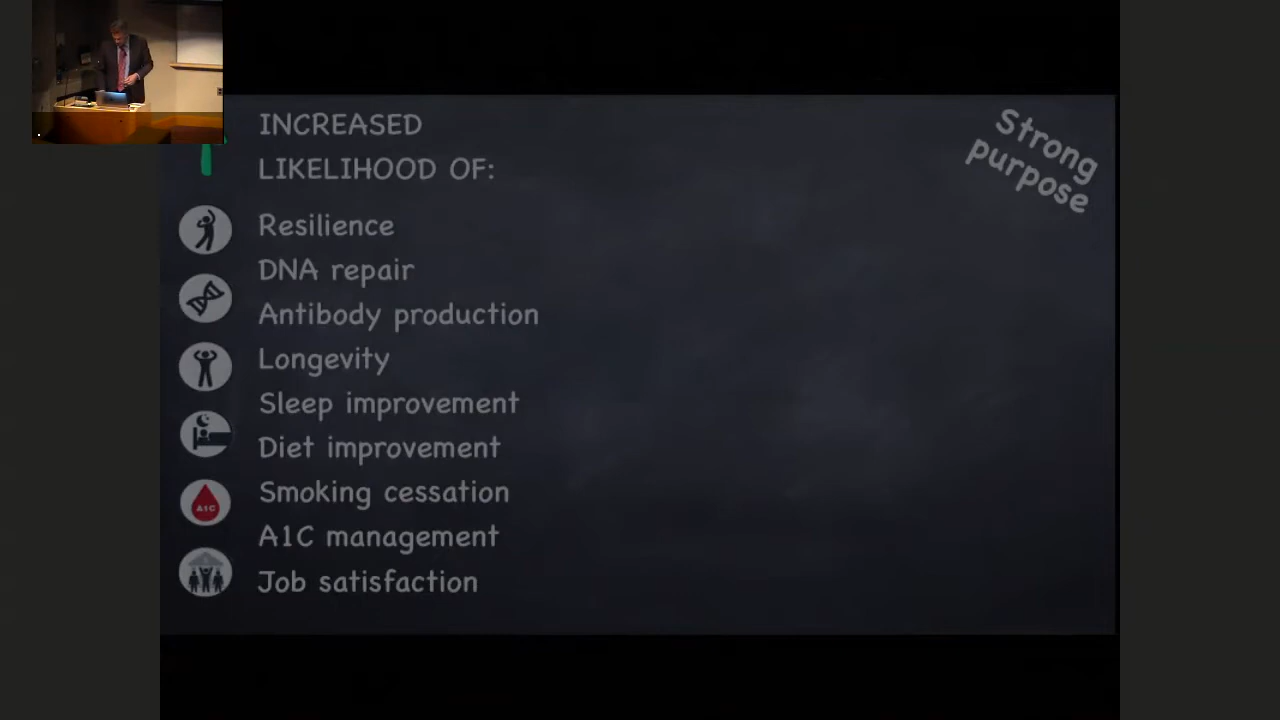 INCREASED
LIKELIHOOD OF:
Strong
purpose
Resilience
DNA repair
Antibody production
Longevity
Sleep improvement
Diet improvement
Smoking cessation
A1C management
Job satisfaction
A1C